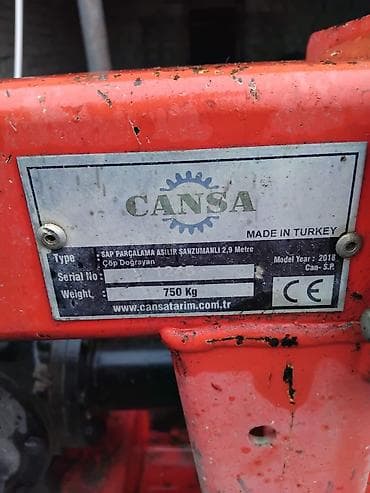 CANSA
MADE IN TURKEY
Type : SAP PARÇALAMA ASILIR ŞANZUMANLI 2,9 Metre
Çöp Doğrayan
Model Year : 2018
Can- S.P.
Serial No :
Weight : 750 Kg
CE
www.cansatarim.com.tr